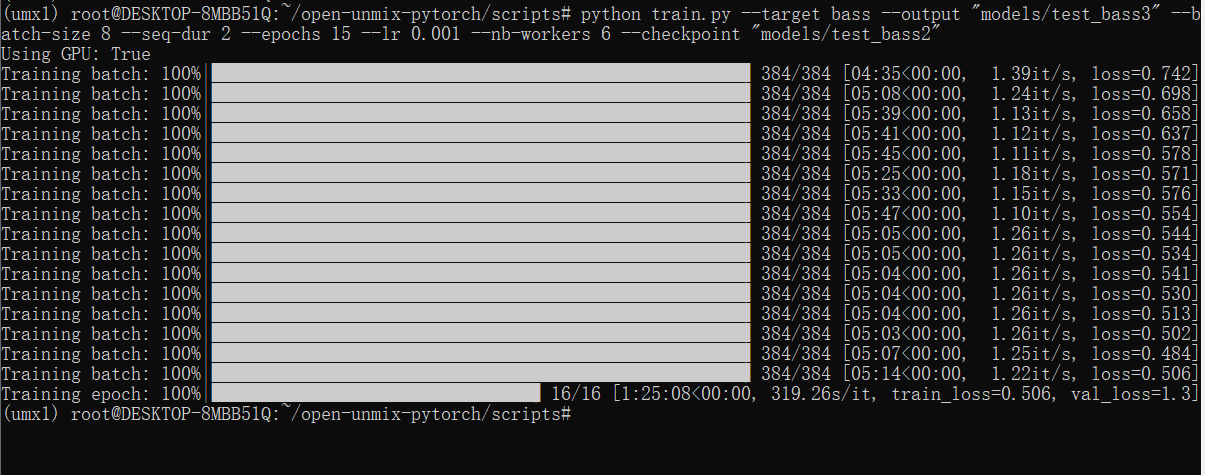 (umx1) root@DESKTOP-8MBB51Q:~/open-unmix-pytorch/scripts# python train.py --target bass --output "models/test_bass3" --b
atch-size 8 --seq-dur 2 --epochs 15 --lr 0.001 --nb-workers 6 --checkpoint "models/test_bass2"
Using GPU: True
Training batch: 100%| | 384/384 [04:35<00:00, 1.39it/s, loss=0.742]
Training batch: 100%| | 384/384 [05:08<00:00, 1.24it/s, loss=0.698]
Training batch: 100%| | 384/384 [05:39<00:00, 1.13it/s, loss=0.658]
Training batch: 100%| | 384/384 [05:41<00:00, 1.12it/s, loss=0.637]
Training batch: 100%| | 384/384 [05:45<00:00, 1.11it/s, loss=0.578]
Training batch: 100%| | 384/384 [05:25<00:00, 1.18it/s, loss=0.571]
Training batch: 100%| | 384/384 [05:33<00:00, 1.15it/s, loss=0.576]
Training batch: 100%| | 384/384 [05:47<00:00, 1.10it/s, loss=0.554]
Training batch: 100%| | 384/384 [05:05<00:00, 1.26it/s, loss=0.544]
Training batch: 100%| | 384/384 [05:05<00:00, 1.26it/s, loss=0.534]
Training batch: 100%| | 384/384 [05:04<00:00, 1.26it/s, loss=0.541]
Training batch: 100%| | 384/384 [05:04<00:00, 1.26it/s, loss=0.530]
Training batch: 100%| | 384/384 [05:04<00:00, 1.26it/s, loss=0.513]
Training batch: 100%| | 384/384 [05:03<00:00, 1.26it/s, loss=0.502]
Training batch: 100%| | 384/384 [05:07<00:00, 1.25it/s, loss=0.484]
Training batch: 100%| | 384/384 [05:14<00:00, 1.22it/s, loss=0.506]
Training epoch: 100%| | 16/16 [1:25:08<00:00, 319.26s/it, train_loss=0.506, val_loss=1.3]
(umx1) root@DESKTOP-8MBB51Q:~/open-unmix-pytorch/scripts#